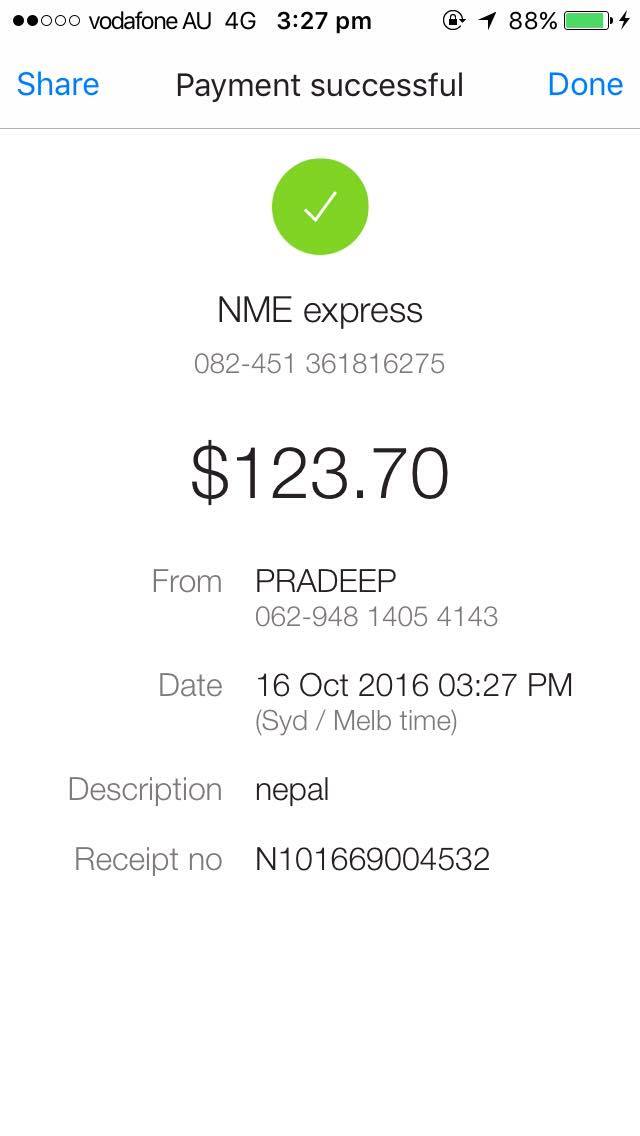 vodafone AU 4G 3:27 pm 88%
Share Payment successful Done
NME express
082-451 361816275
$123.70
From PRADEEP
062-948 1405 4143
Date 16 Oct 2016 03:27 PM
(Syd / Melb time)
Description nepal
Receipt no N101669004532